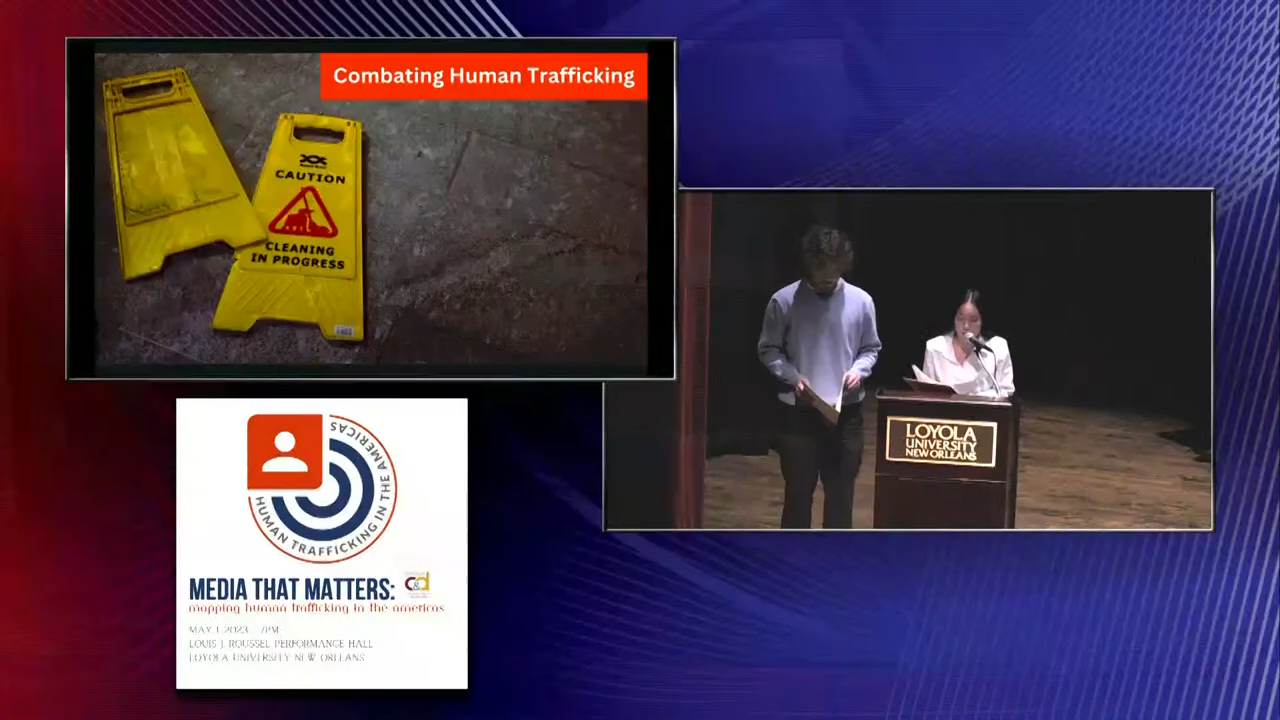 Combating Human Trafficking
CAUTION
CLEANING
IN PROGRESS
LOYOLA
UNIVERSITY
NEW ORLEANS
HUMAN TRAFFICKING IN THE AMERICAS
MEDIA THAT MATTERS:
c&d
mapping human trafficking in the americas
MAY 1, 2023 7PM
LOUIS J. ROUSSEL PERFORMANCE HALL
LOYOLA UNIVERSITY NEW ORLEANS